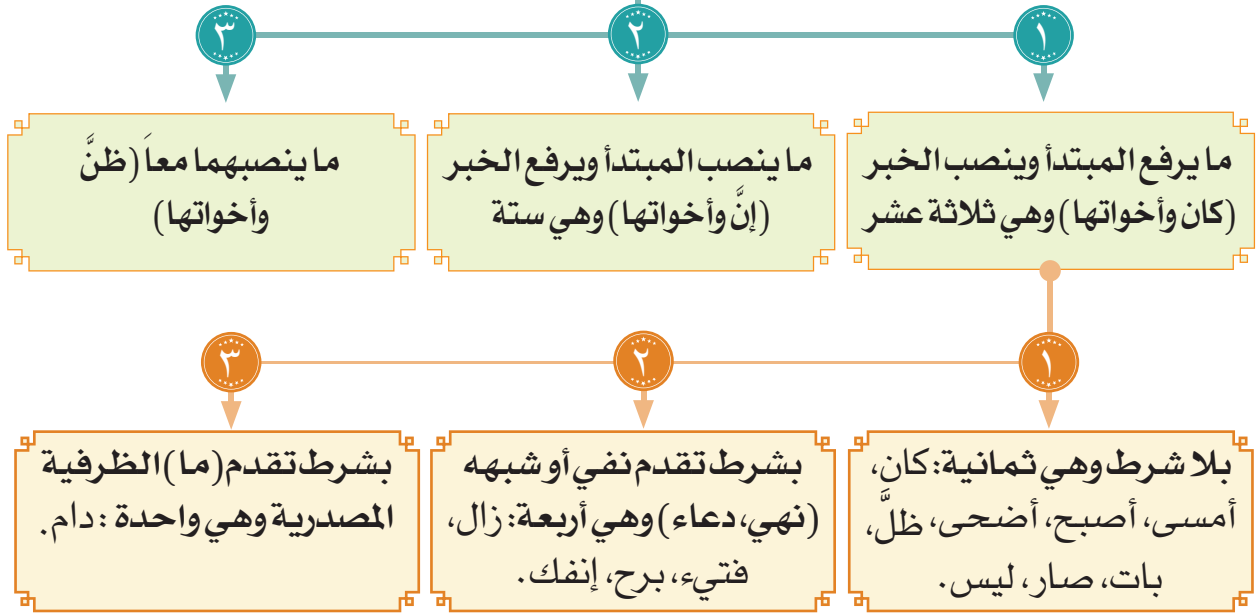 ١
٢
٣
ما يرفع المبتدأ وينصب الخبر
(كان وأخواتها) وهي ثلاثة عشر
ما ينصب المبتدأ ويرفع الخبر
(إنَّ وأخواتها) وهي ستة
ما ينصبهما معاَ (ظنَّ
وأخواتها)
١
٢
٣
بلا شرط وهي ثمانية: كان،
أمسى، أصبح، أضحى، ظلَّ،
بات، صار، ليس.
بشرط تقدم نفي أو شبهه
(نهي، دعاء) وهي أربعة: زال،
فتيء، برح، إنفك.
بشرط تقدم (ما) الظرفية
المصدرية وهي واحدة : دام.